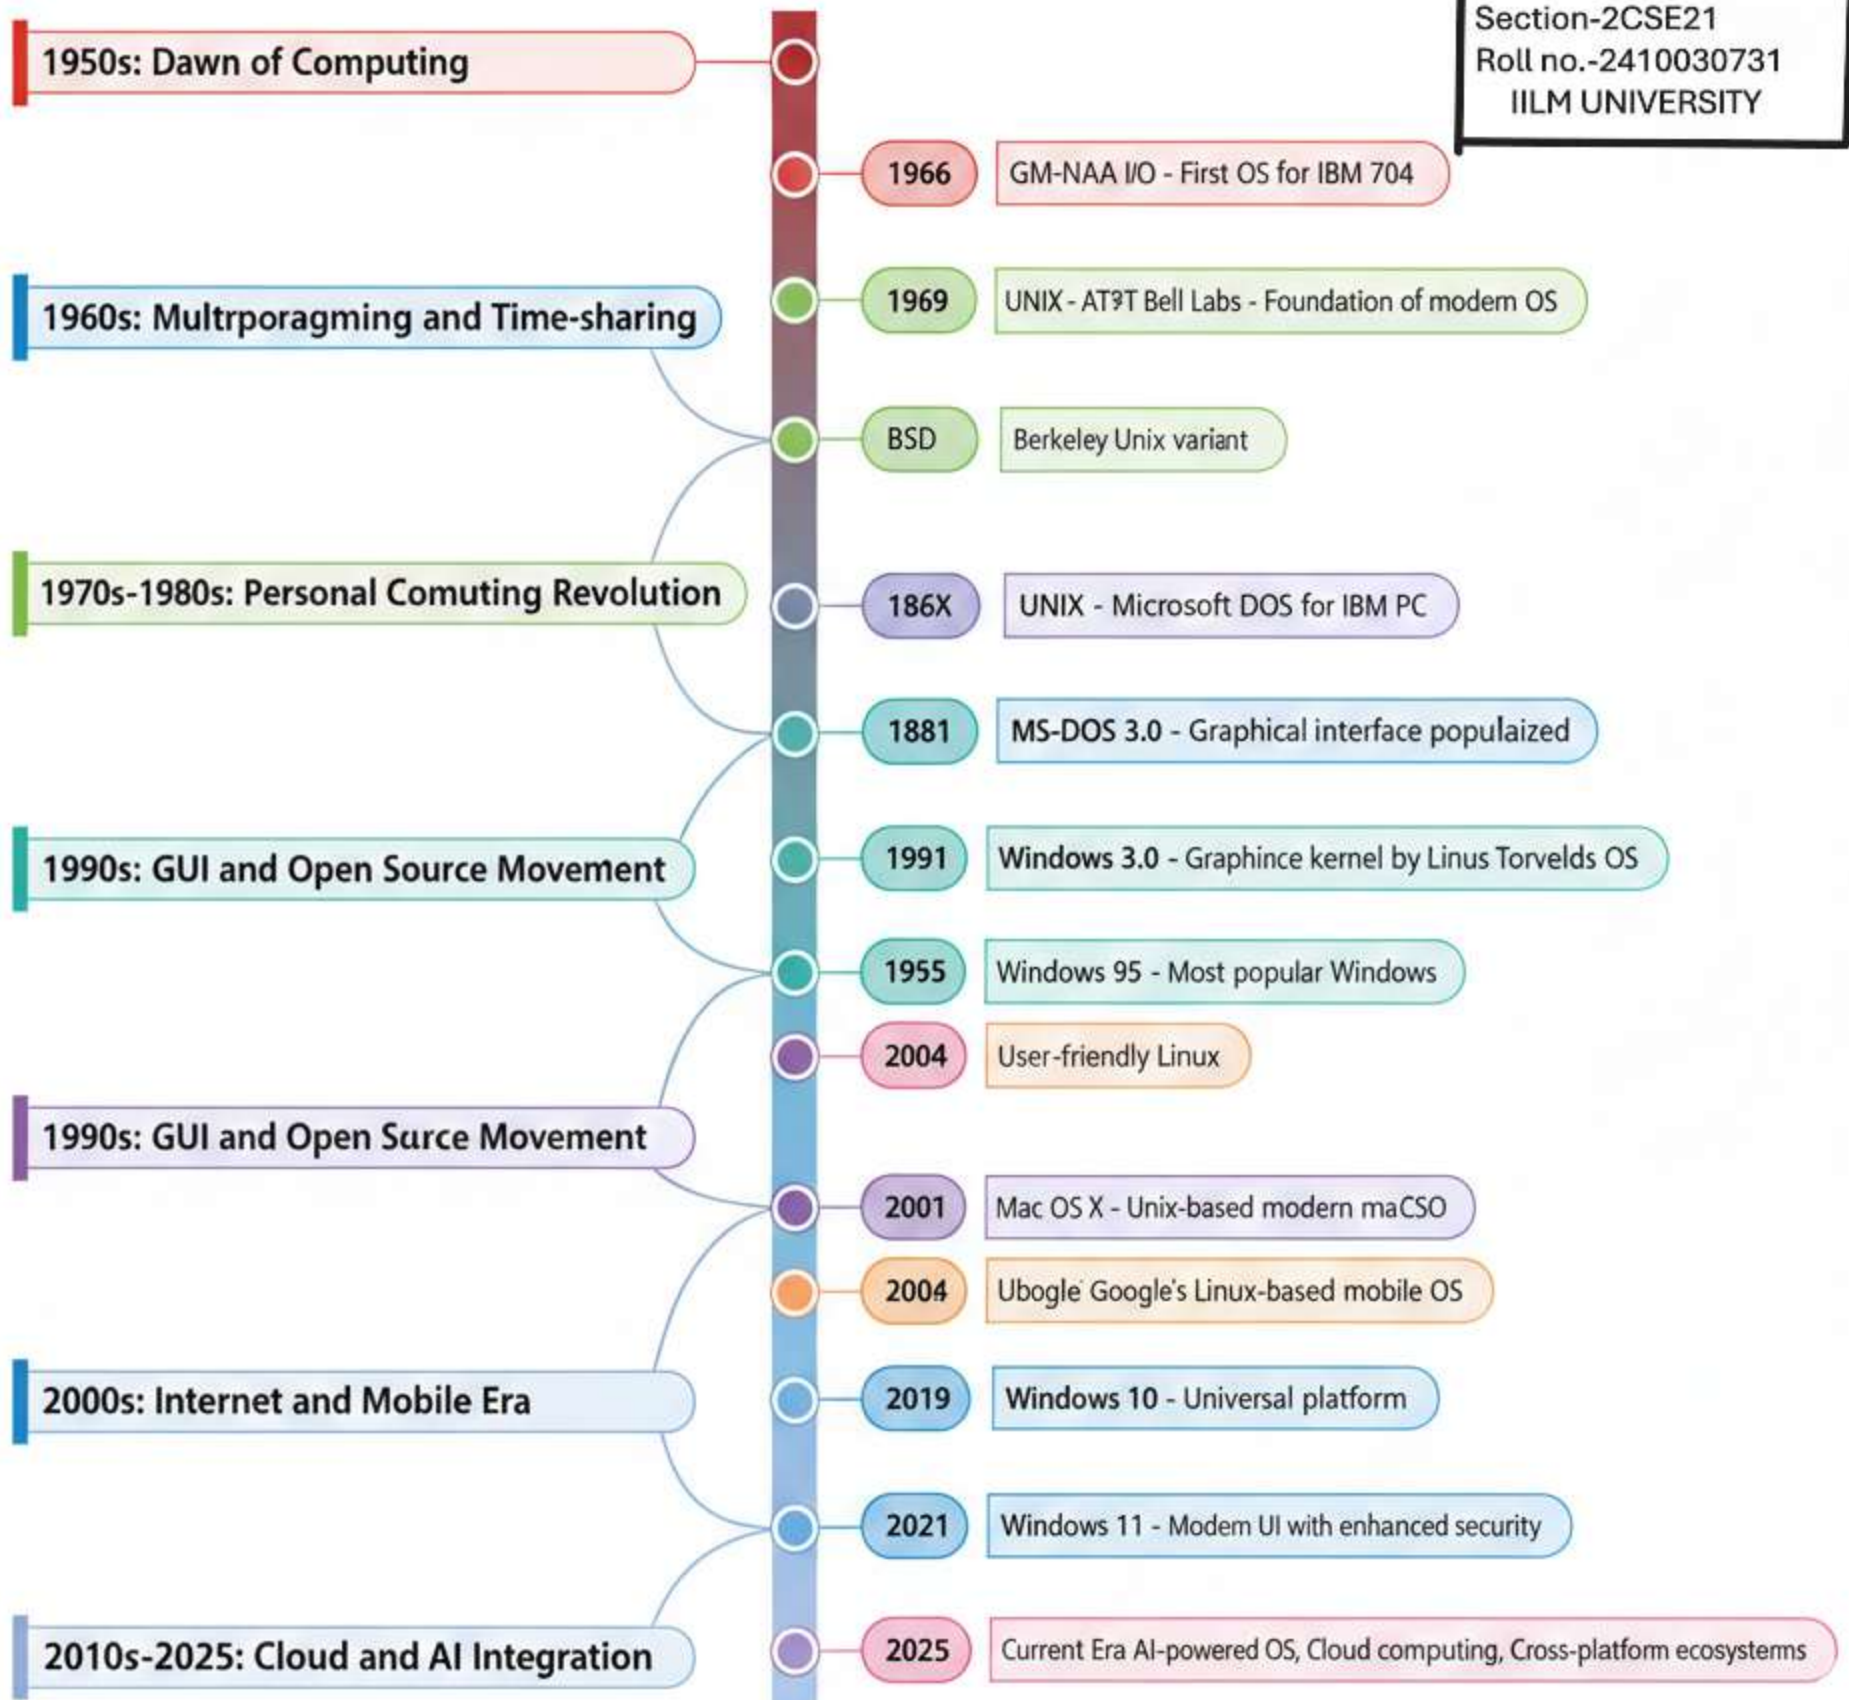 Section-2CSE21
Roll no.-2410030731
IILM UNIVERSITY
1950s: Dawn of Computing
1966 GM-NAA I/O - First OS for IBM 704
1960s: Multrporagming and Time-sharing
1969 UNIX - AT?T Bell Labs - Foundation of modern OS
BSD Berkeley Unix variant
1970s-1980s: Personal Comuting Revolution
186X UNIX - Microsoft DOS for IBM PC
1881 MS-DOS 3.0 - Graphical interface populaized
1990s: GUI and Open Source Movement
1991 Windows 3.0 - Graphince kernel by Linus Torvelds OS
1955 Windows 95 - Most popular Windows
2004 User-friendly Linux
1990s: GUI and Open Surce Movement
2001 Mac OS X - Unix-based modern maCSO
2004 Ubogle Google's Linux-based mobile OS
2000s: Internet and Mobile Era
2019 Windows 10 - Universal platform
2021 Windows 11 - Modem UI with enhanced security
2010s-2025: Cloud and AI Integration
2025 Current Era AI-powered OS, Cloud computing, Cross-platform ecosysterms